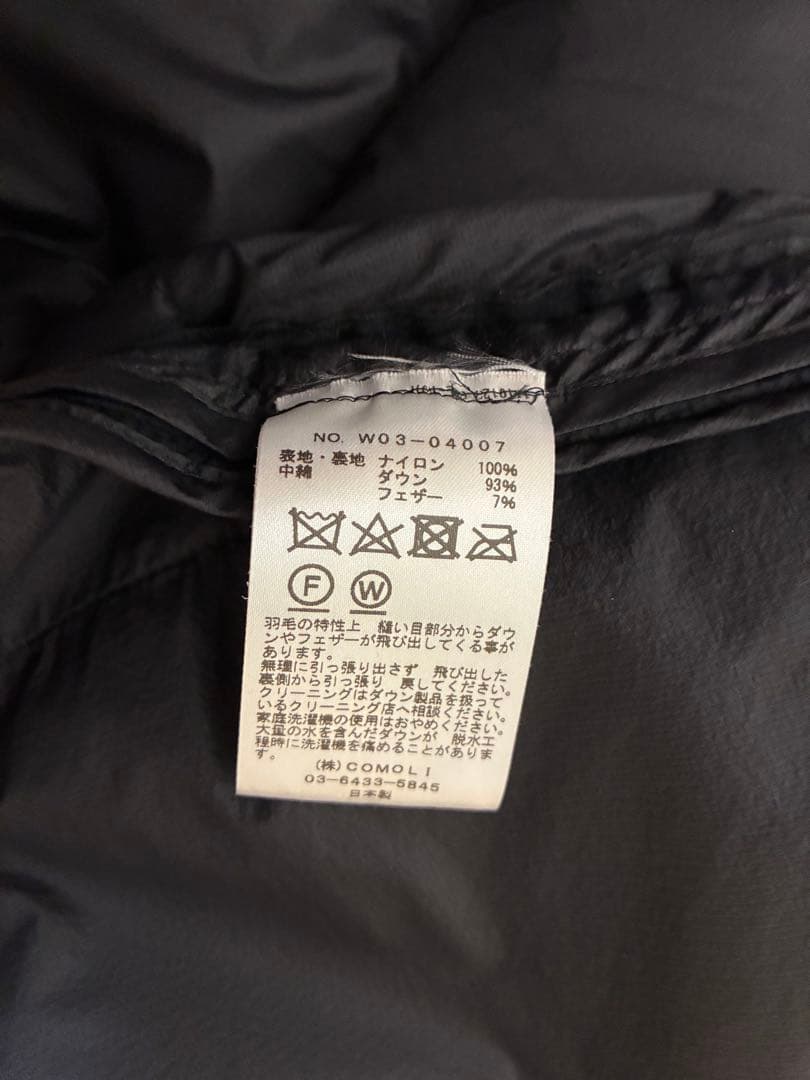 NO. W03-04007
表地・裏地 ナイロン 100%
中綿 ダウン 93%
フェザー 7%
F W
羽毛の特性上 縫い目部分からダウ
ンやフェザーが飛び出してくる事が
あります。
無理に引っ張り出さず 飛び出した
裏側から引っ張り 戻してください。
クリーニングはダウン製品を扱って
いるクリーニング店へ相談ください。
家庭洗濯機の使用はおやめください。
大量の水を含んだダウンが 脱水工
程時に洗濯機を痛めることがありま
す。
(株)COMOLI
03-6433-5845
日本製